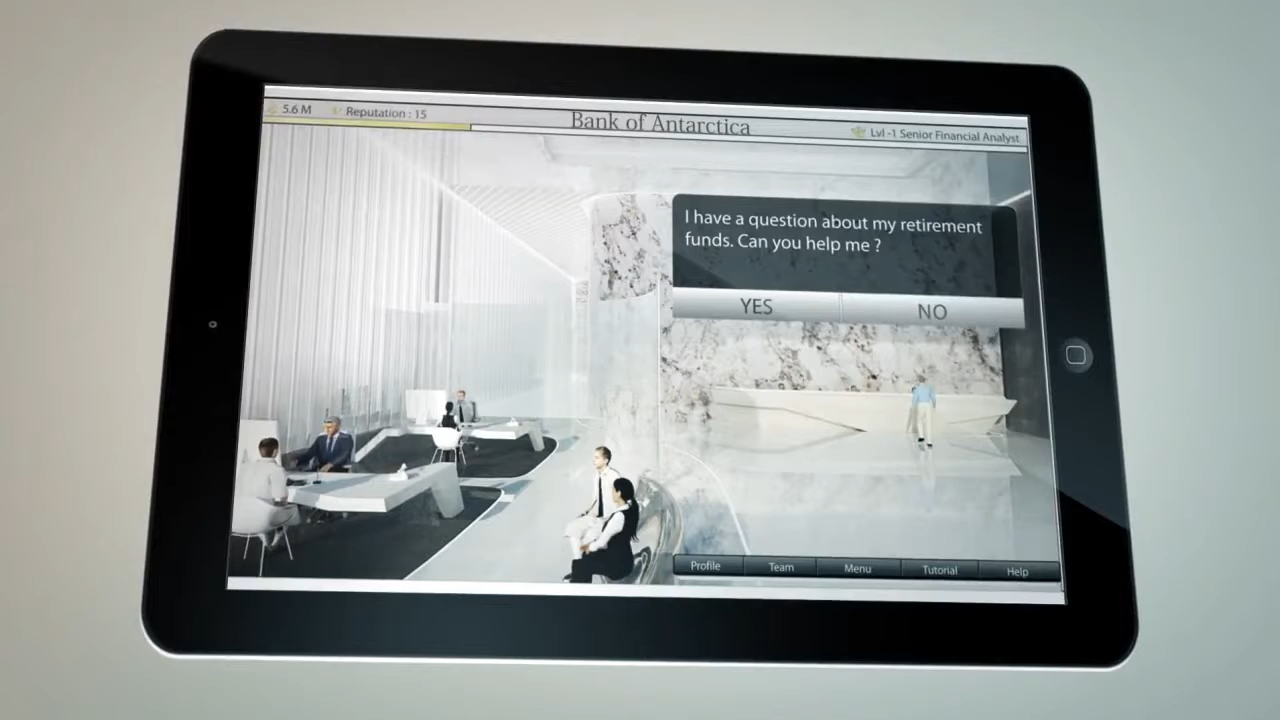 5.6 M
Reputation : 15
Bank of Antarctica
Lvl -1 Senior Financial Analyst
I have a question about my retirement
funds. Can you help me ?
YES
NO
Profile
Team
Menu
Tutorial
Help